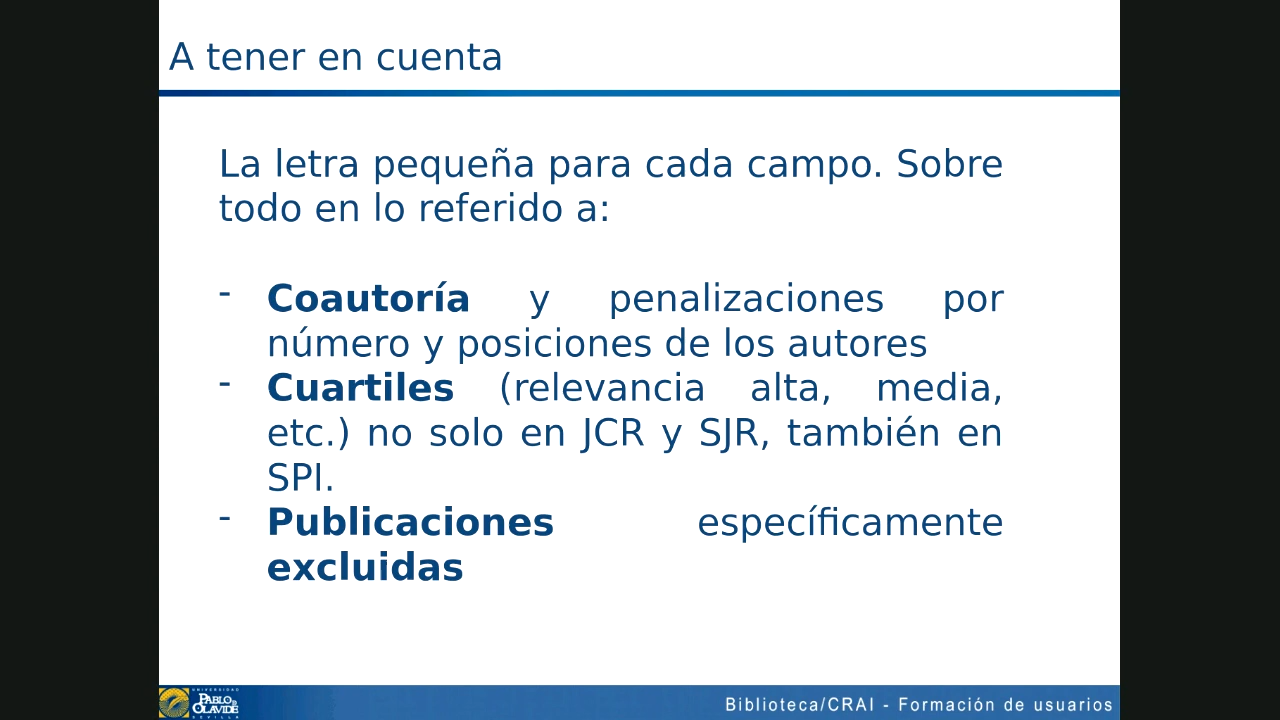 A tener en cuenta
La letra pequeña para cada campo. Sobre
todo en lo referido a:
- Coautoría y penalizaciones por
número y posiciones de los autores
- Cuartiles (relevancia alta, media,
etc.) no solo en JCR y SJR, también en
SPI.
- Publicaciones específicamente
excluidas
UNIVERSIDAD
PABLO DE
OLAVIDE
SEVILLA
Biblioteca/CRAI - Formación de usuarios